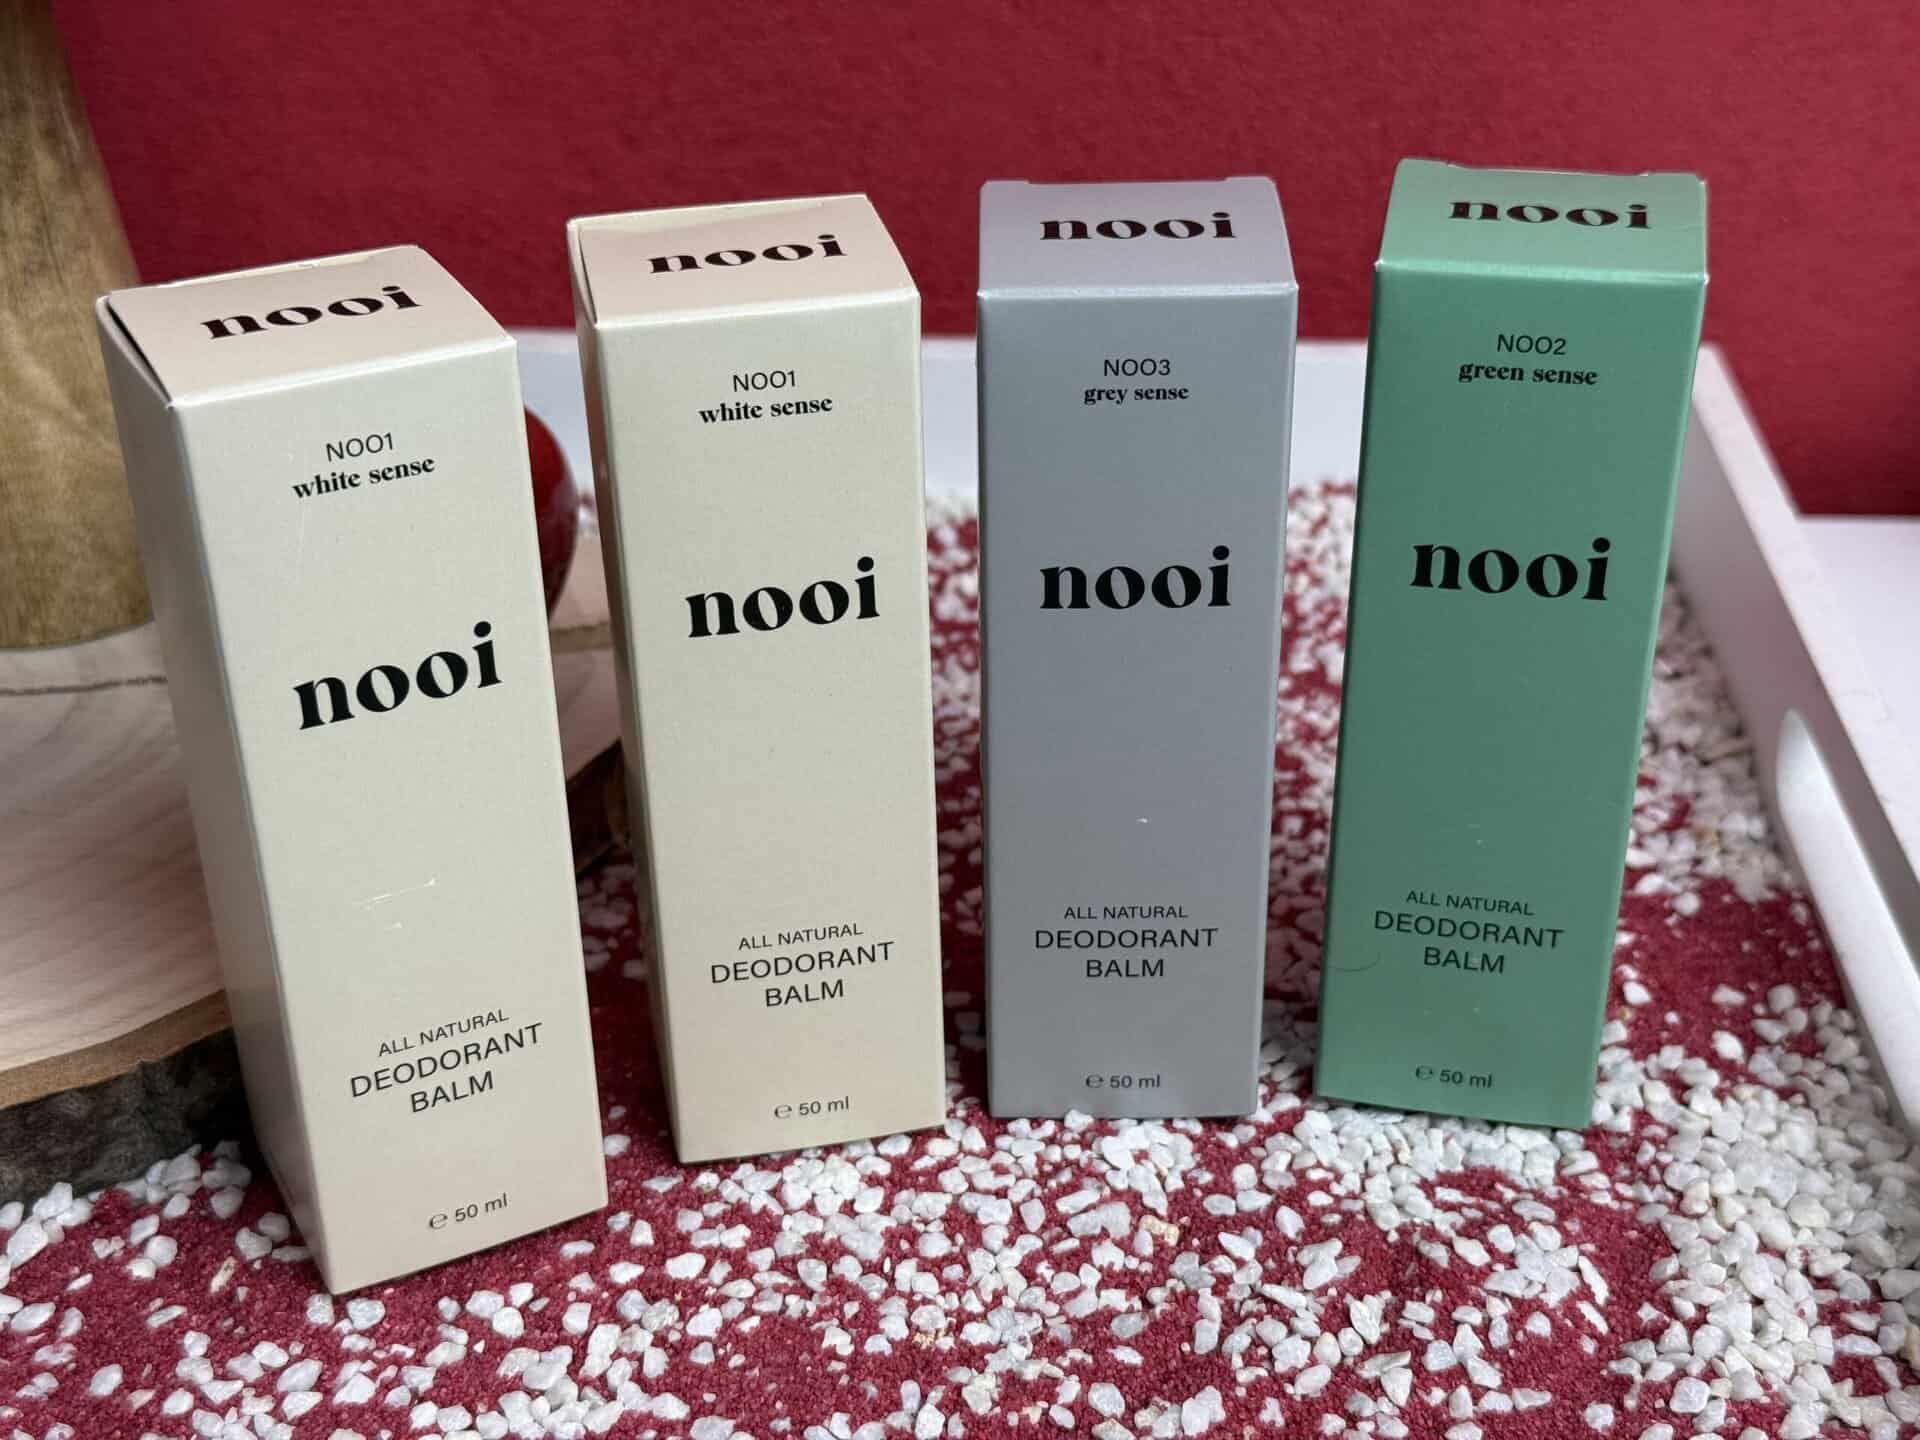 nooi
NOO1
white sense
nooi
ALL NATURAL
DEODORANT
BALM
℮ 50 ml
nooi
NOO1
white sense
nooi
ALL NATURAL
DEODORANT
BALM
℮ 50 ml
nooi
NOO3
grey sense
nooi
ALL NATURAL
DEODORANT
BALM
℮ 50 ml
nooi
NOO2
green sense
nooi
ALL NATURAL
DEODORANT
BALM
℮ 50 ml